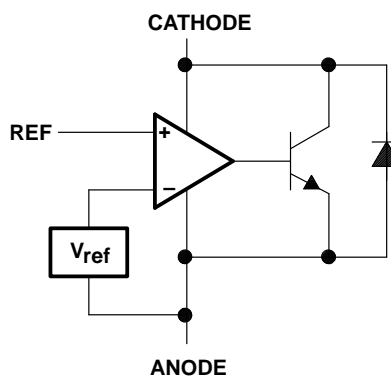 CATHODE
REF
+
−
Vref
ANODE